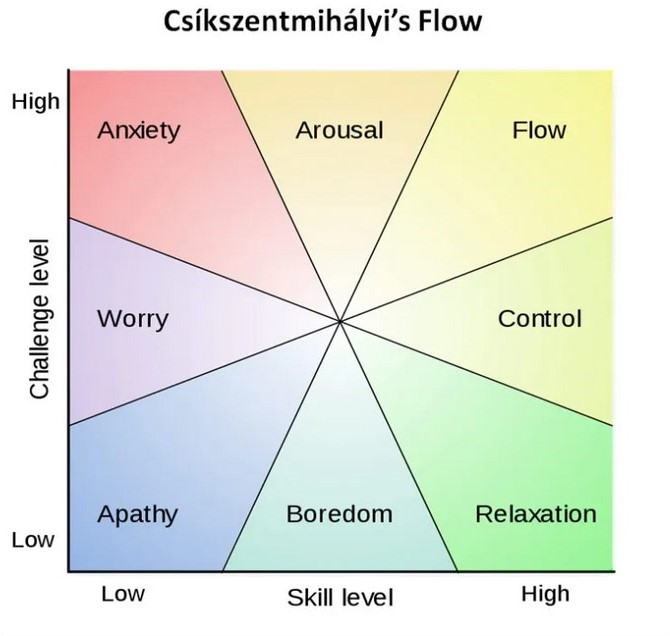 Csíkszentmihályi’s Flow
High
Anxiety
Arousal
Flow
Challenge level
Worry
Control
Apathy
Boredom
Relaxation
Low
Low
Skill level
High